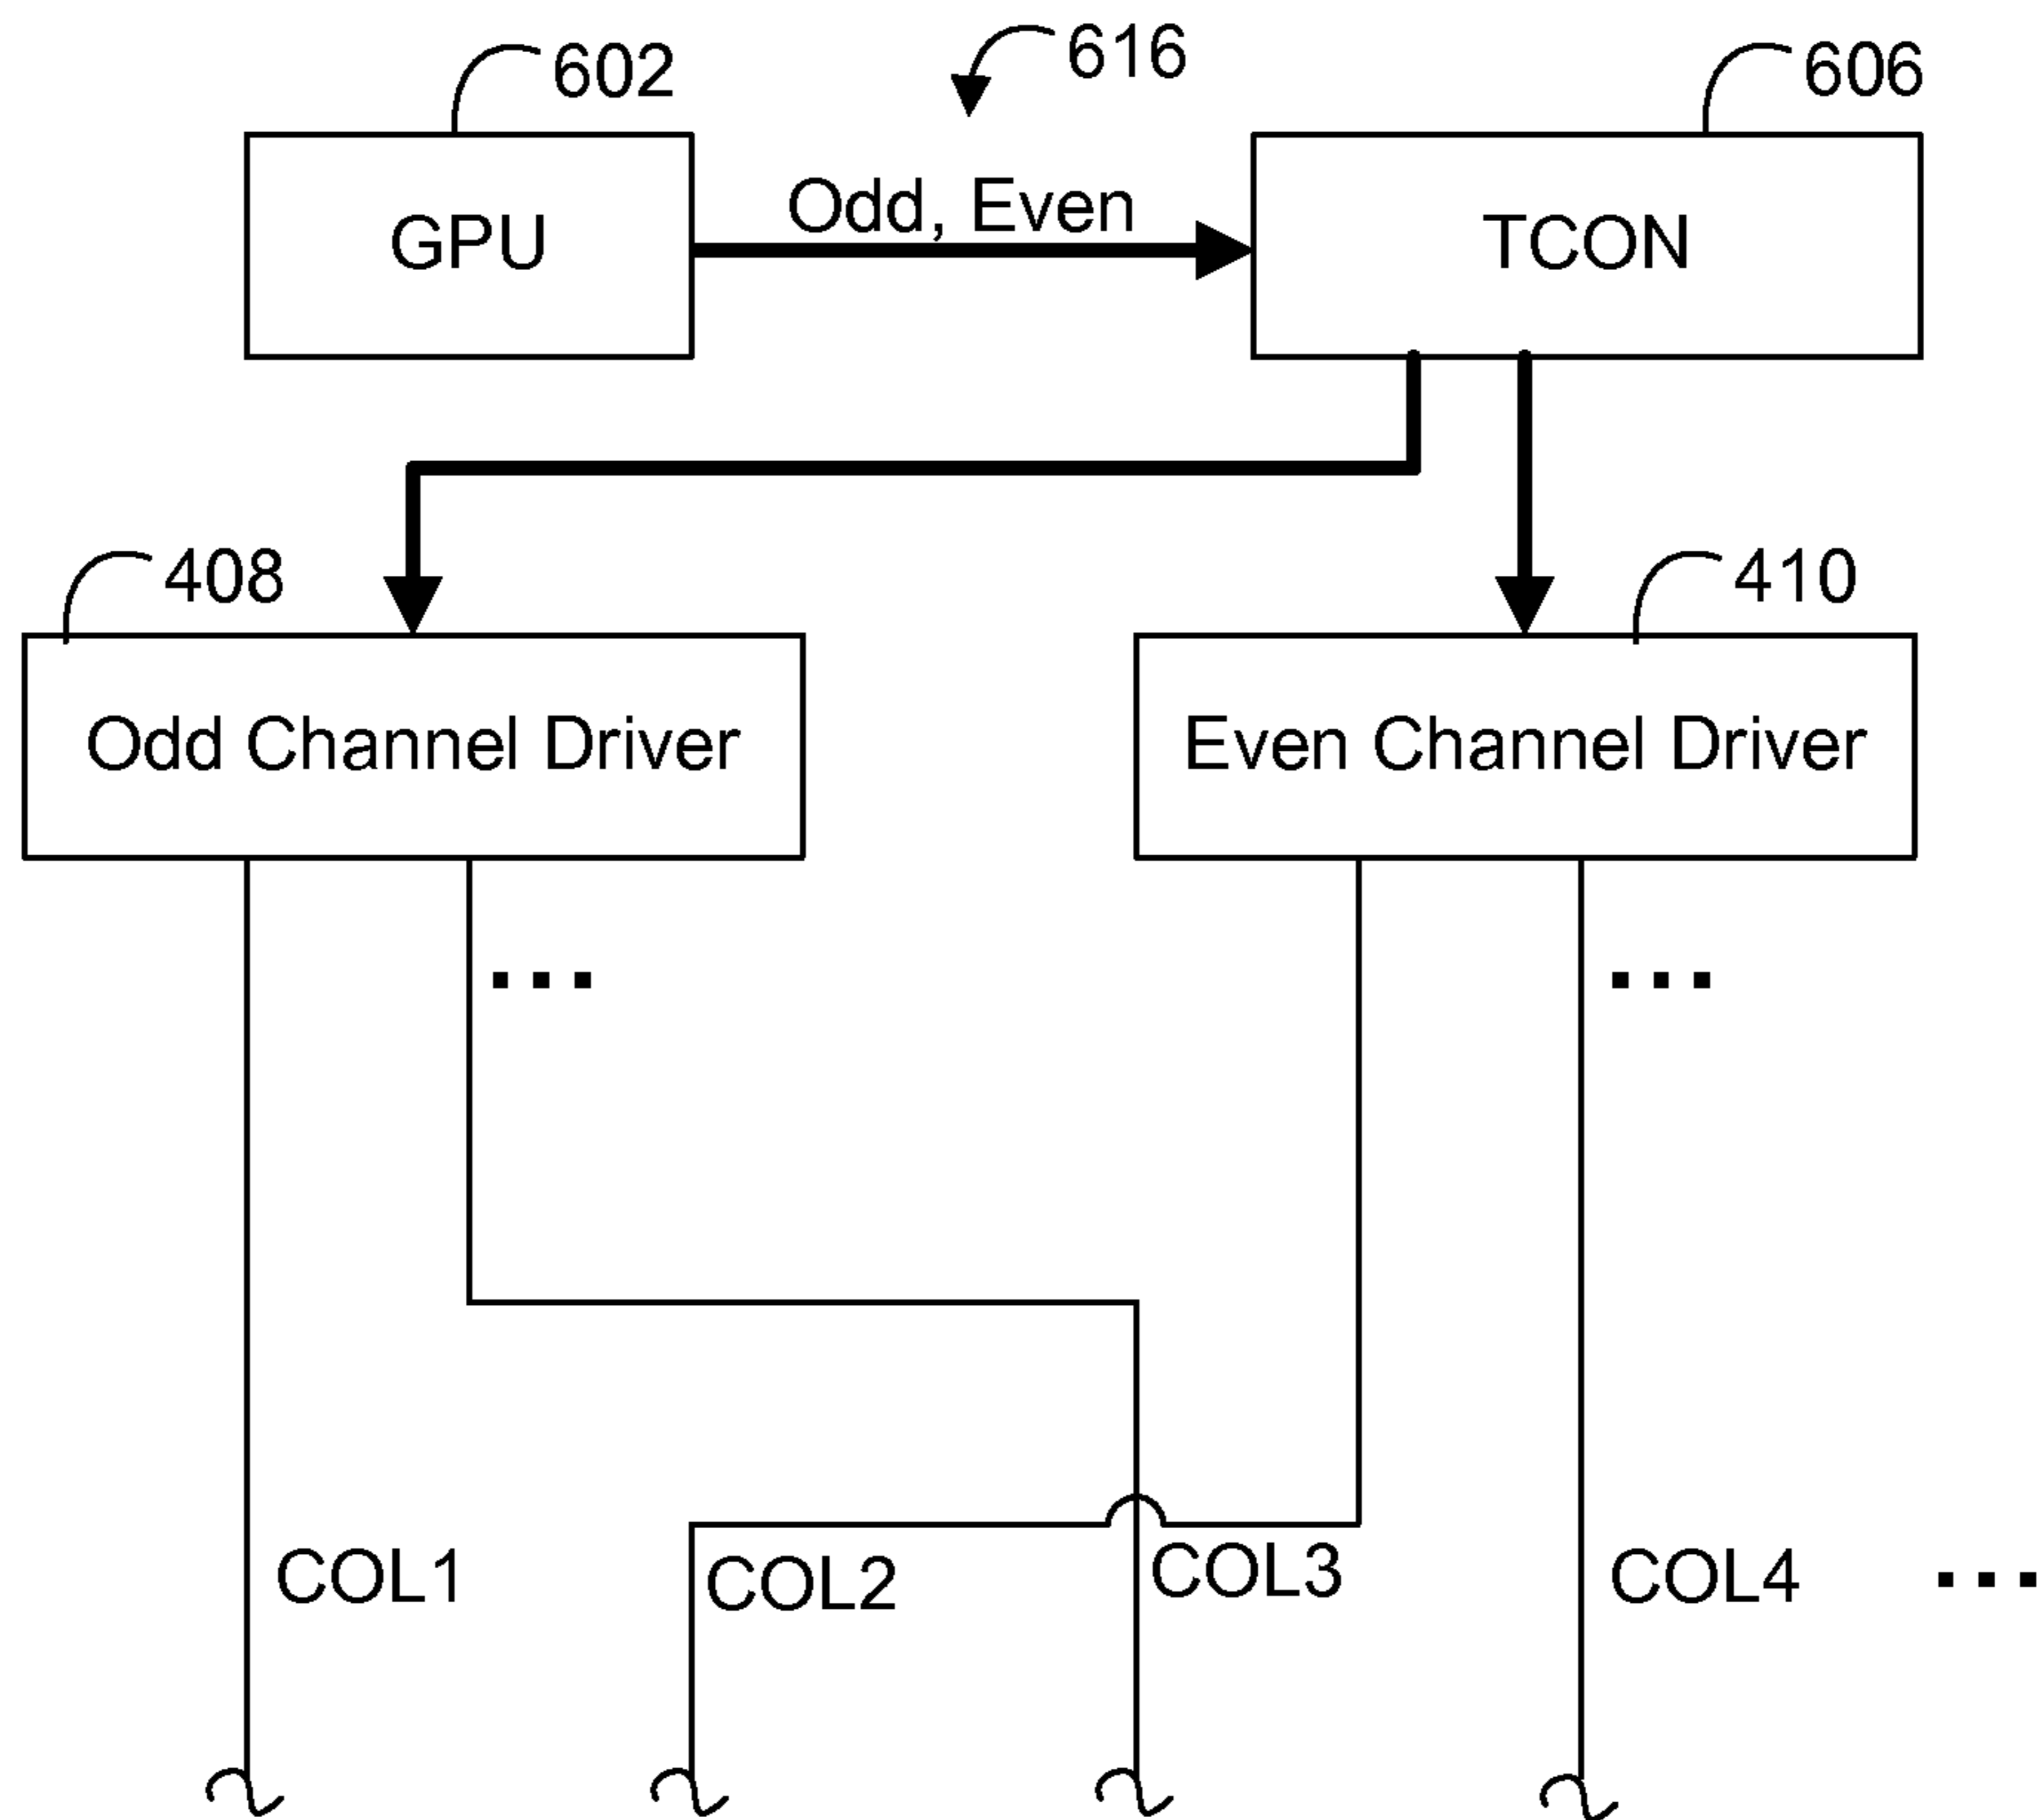 602
616
606
GPU
Odd, Even
TCON
408
410
Odd Channel Driver
Even Channel Driver
...
...
COL1
COL2
COL3
COL4
...